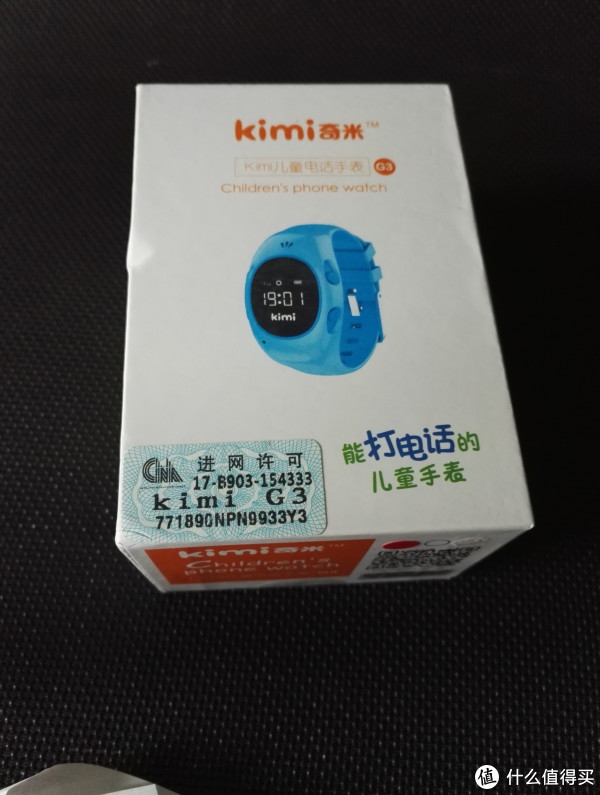 kimi奇米™
Kimi儿童电话手表 G3
Children's phone watch
19:01
kimi
能打电话的
儿童手表
CNA
进网许可
17-B903-154333
kimi G3
771890NPN9933Y3
kimi奇米™
Children's
phone watch
值 什么值得买